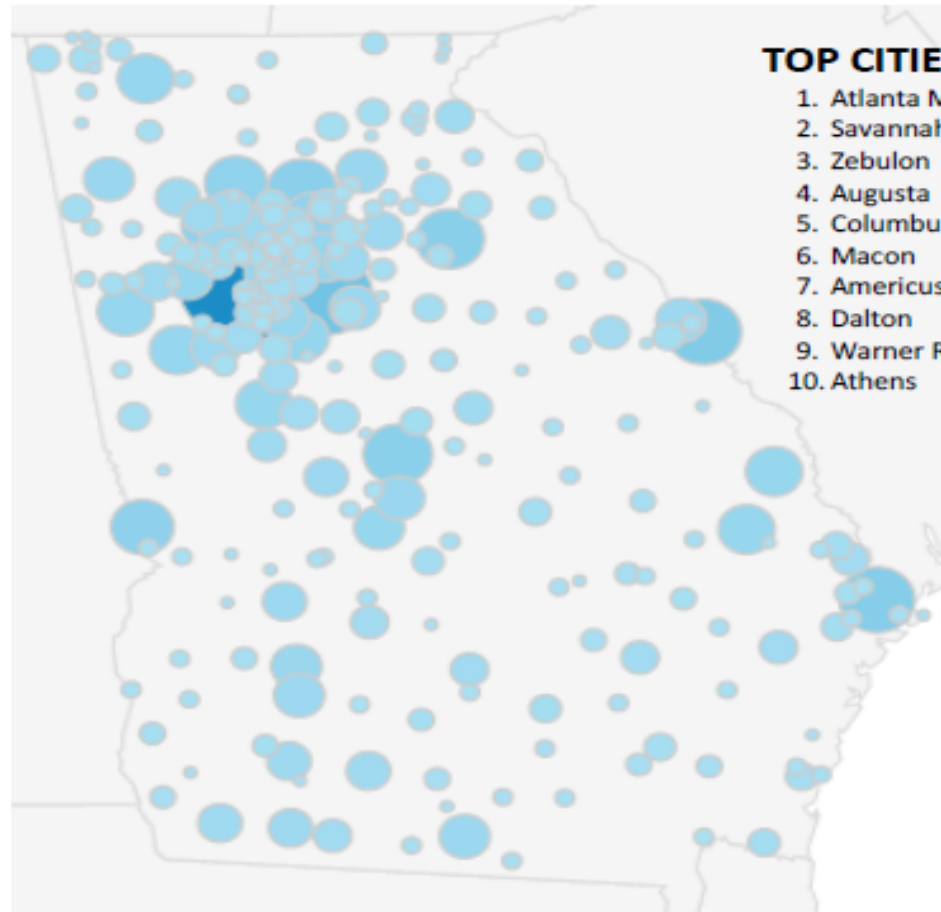 TOP CITIE
1. Atlanta M
2. Savannah
3. Zebulon
4. Augusta
5. Columbu
6. Macon
7. Americus
8. Dalton
9. Warner R
10. Athens